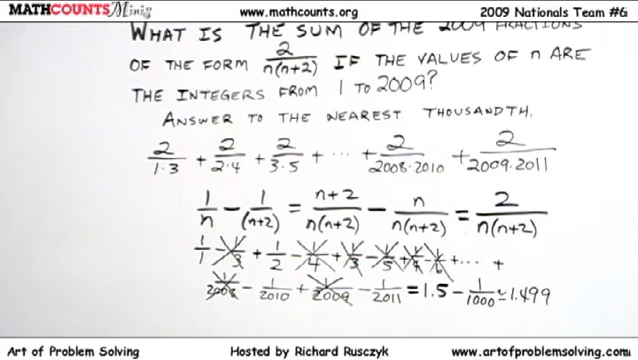 MATHCOUNTS Minis www.mathcounts.org 2009 Nationals Team #6
WHAT IS THE SUM OF THE 2009 FRACTIONS
OF THE FORM 2/n(n+2) IF THE VALUES OF n ARE
THE INTEGERS FROM 1 TO 2009?
ANSWER TO THE NEAREST THOUSANDTH.
2/1·3 + 2/2·4 + 2/3·5 + ··· + 2/2008·2010 + 2/2009·2011
1/n - 1/(n+2) = n+2/n(n+2) - n/n(n+2) = 2/n(n+2)
1/1 - 1/3 + 1/2 - 1/4 + 1/3 - 1/5 + 1/4 - 1/6 + ··· +
1/2008 - 1/2010 + 1/2009 - 1/2011 = 1.5 - 1/1000 ≈ 1.499
Art of Problem Solving Hosted by Richard Rusczyk www.artofproblemsolving.com